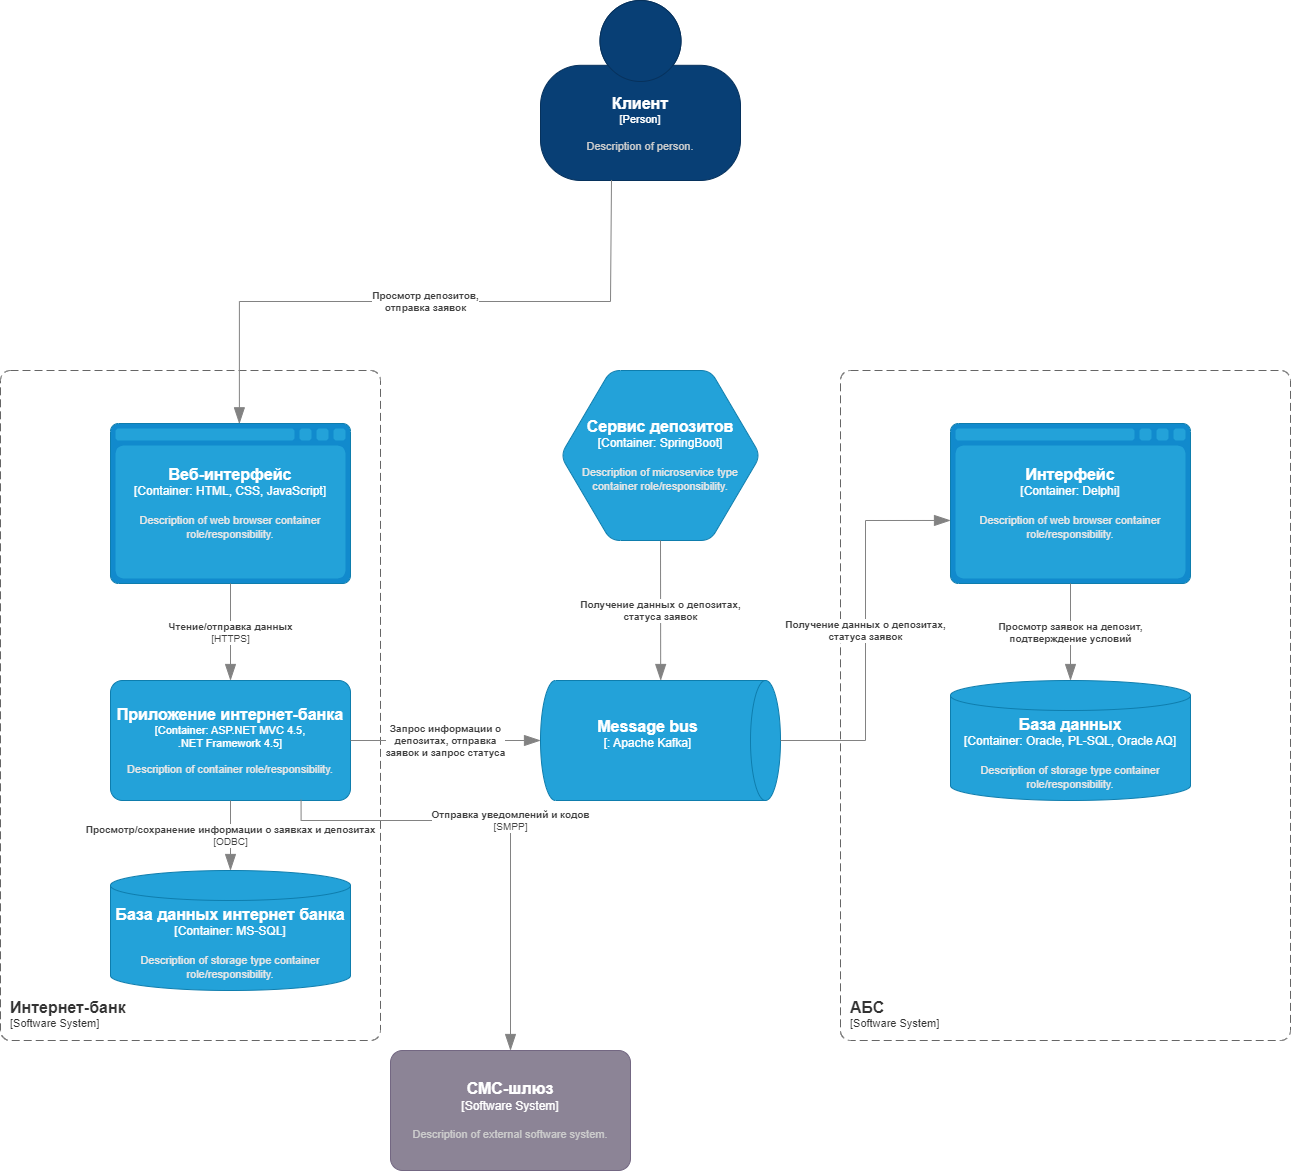 Клиент
[Person]
Description of person.
Просмотр депозитов,
отправка заявок
Веб-интерфейс
[Container: HTML, CSS, JavaScript]
Description of web browser container
role/responsibility.
Чтение/отправка данных
[HTTPS]
Приложение интернет-банка
[Container: ASP.NET MVC 4.5,
.NET Framework 4.5]
Description of container role/responsibility.
Просмотр/сохранение информации о заявках и депозитах
[ODBC]
База данных интернет банка
[Container: MS-SQL]
Description of storage type container
role/responsibility.
Интернет-банк
[Software System]
Сервис депозитов
[Container: SpringBoot]
Description of microservice type
container role/responsibility.
Получение данных о депозитах,
статуса заявок
Запрос информации о
депозитах, отправка
заявок и запрос статуса
Message bus
[: Apache Kafka]
Отправка уведомлений и кодов
[SMPP]
СМС-шлюз
[Software System]
Description of external software system.
Получение данных о депозитах,
статуса заявок
Интерфейс
[Container: Delphi]
Description of web browser container
role/responsibility.
Просмотр заявок на депозит,
подтверждение условий
База данных
[Container: Oracle, PL-SQL, Oracle AQ]
Description of storage type container
role/responsibility.
АБС
[Software System]